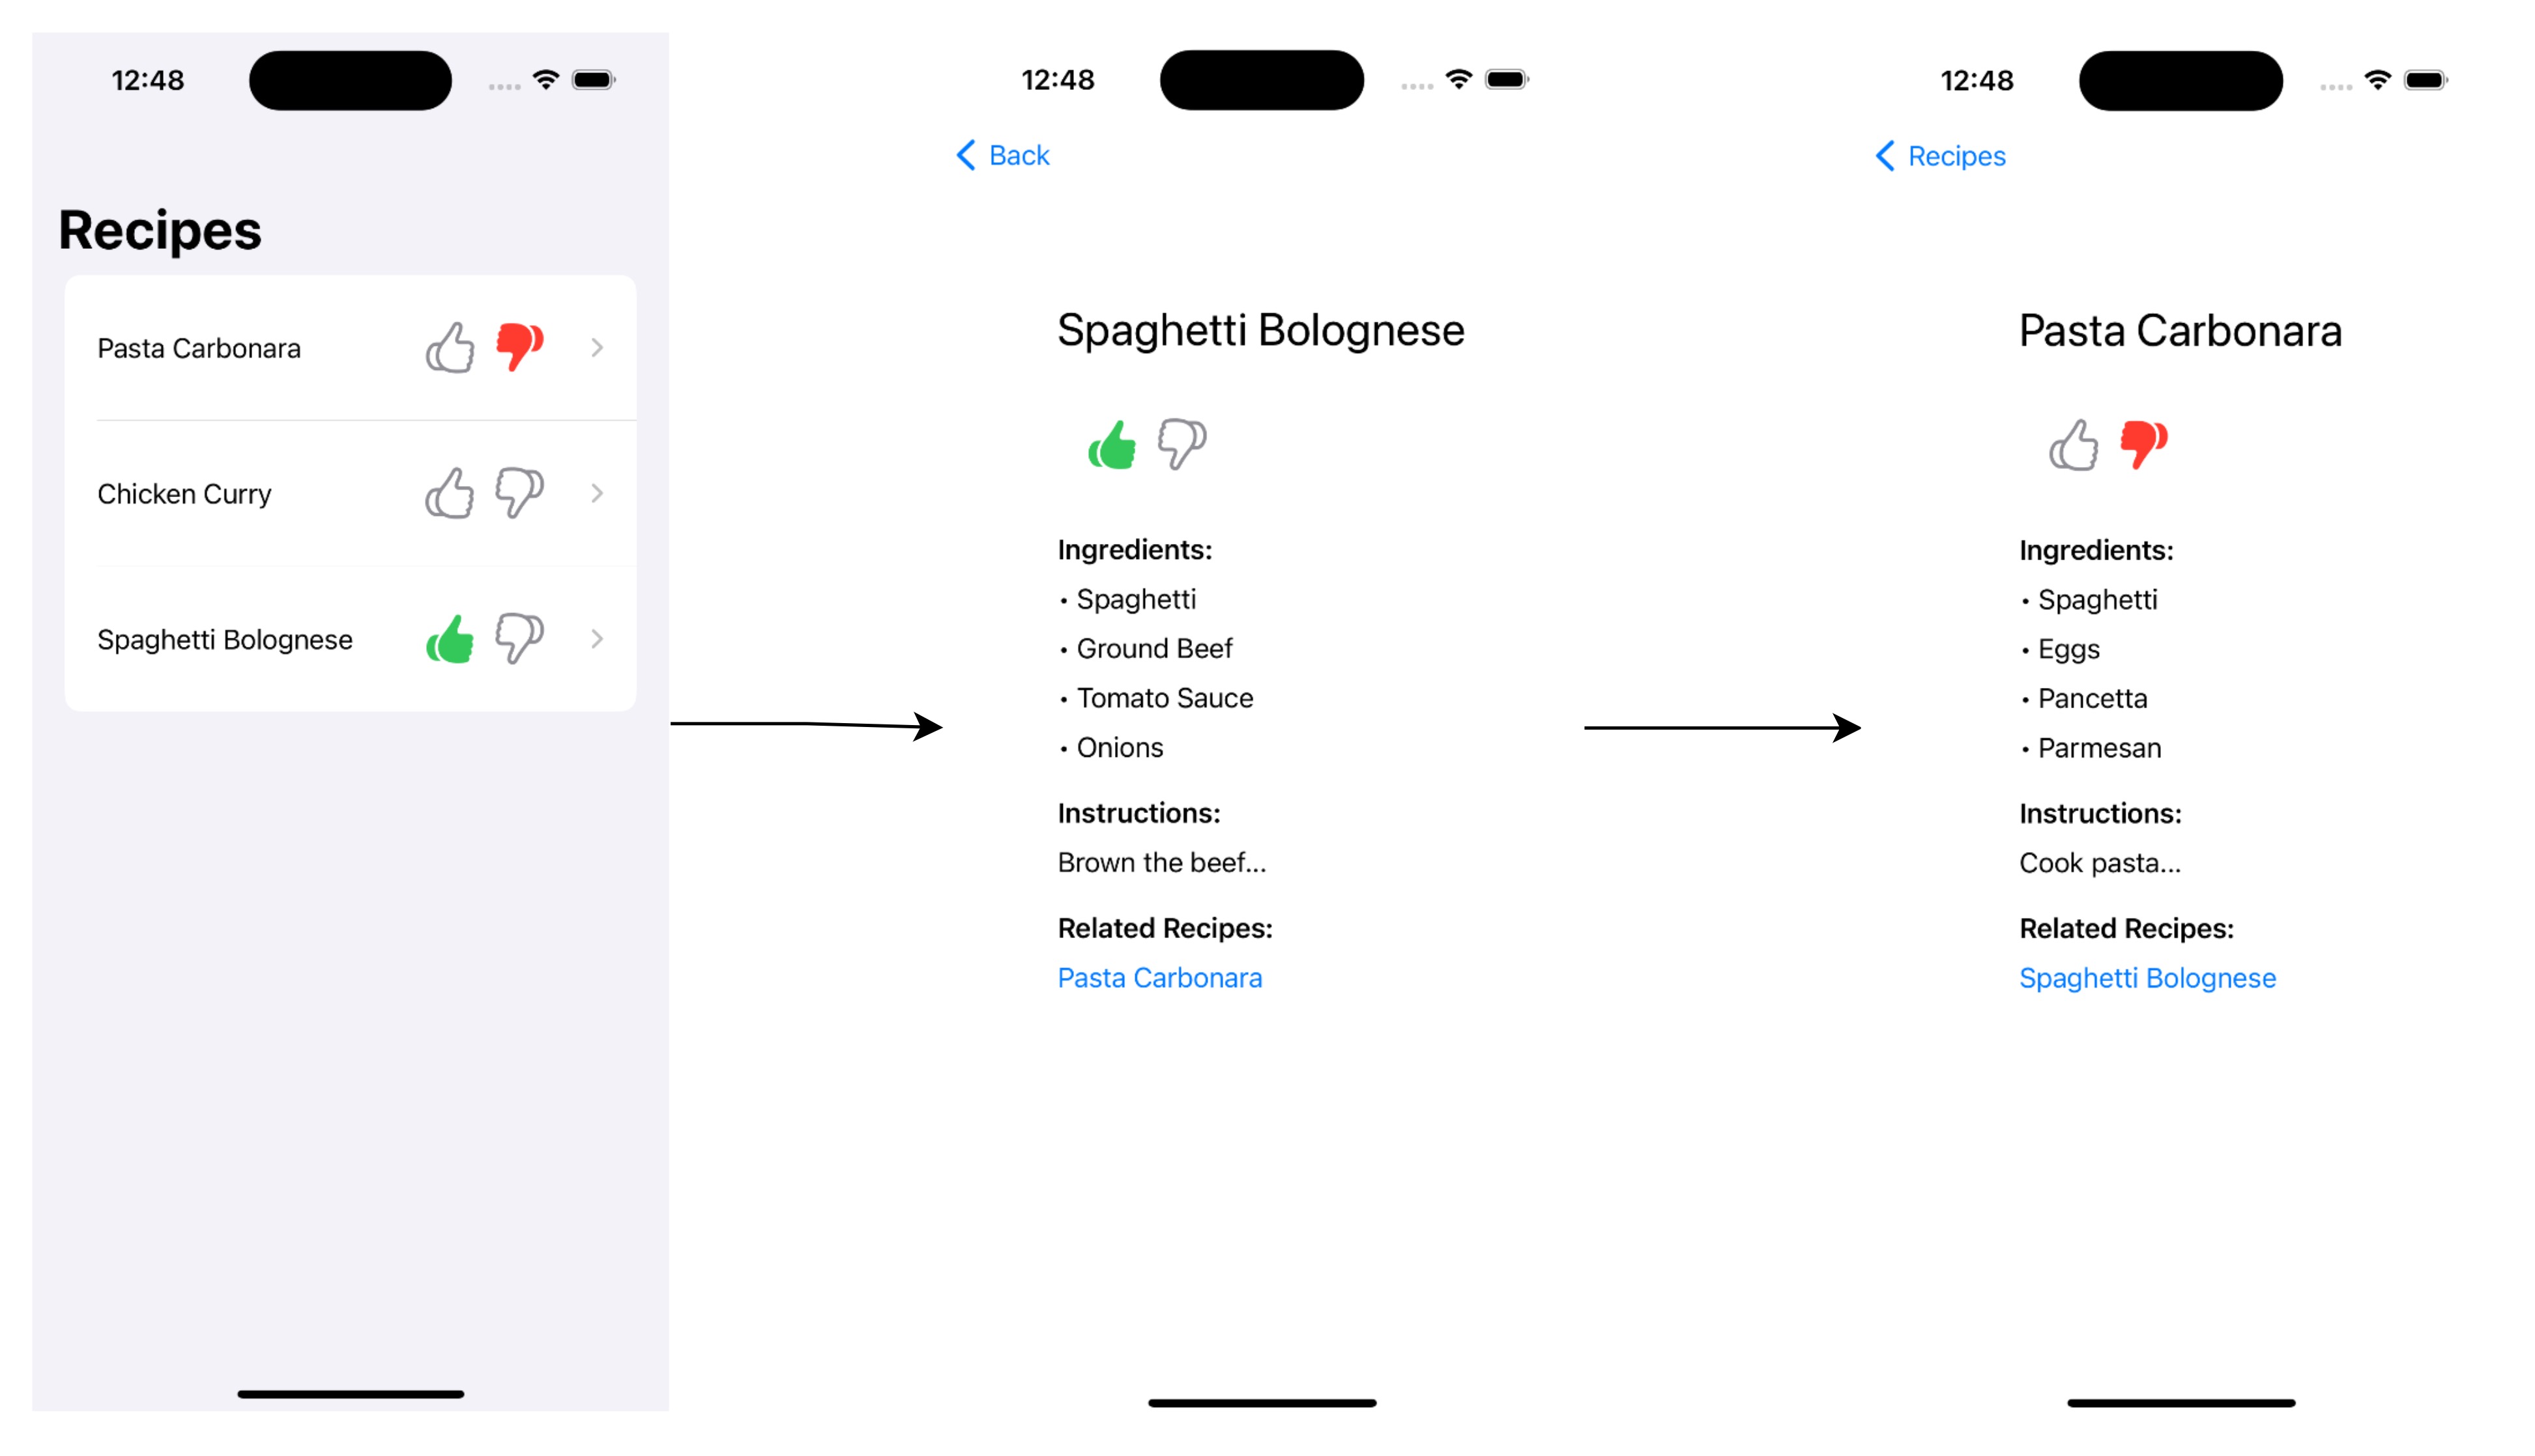 12:48
Recipes
Pasta Carbonara
Chicken Curry
Spaghetti Bolognese
12:48
Back
Spaghetti Bolognese
Ingredients:
• Spaghetti
• Ground Beef
• Tomato Sauce
• Onions
Instructions:
Brown the beef...
Related Recipes:
Pasta Carbonara
12:48
Recipes
Pasta Carbonara
Ingredients:
• Spaghetti
• Eggs
• Pancetta
• Parmesan
Instructions:
Cook pasta...
Related Recipes:
Spaghetti Bolognese